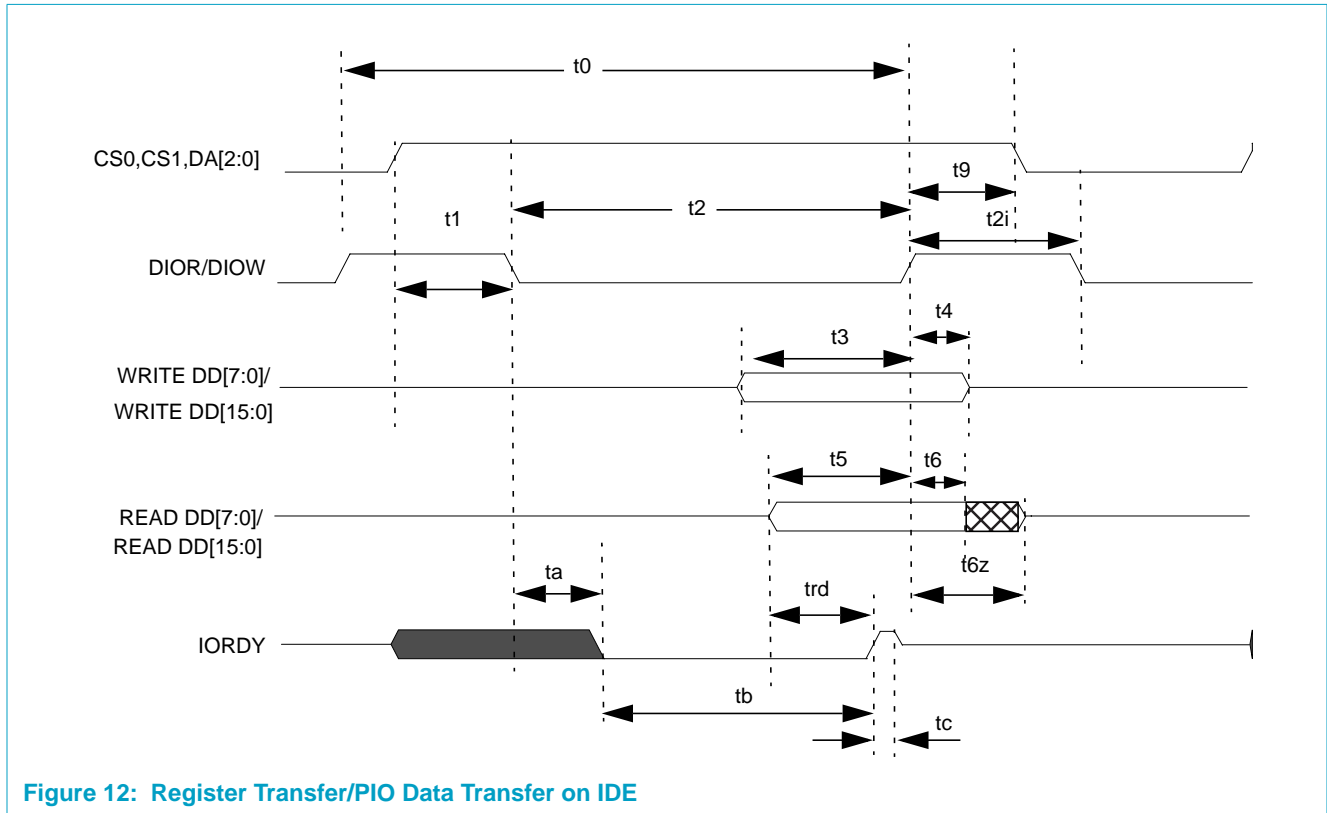 t0
CS0,CS1,DA[2:0]
t9
t1
t2
t2i
DIOR/DIOW
t4
t3
WRITE DD[7:0]/
WRITE DD[15:0]
t5
t6
READ DD[7:0]/
READ DD[15:0]
t6z
ta
trd
IORDY
tb
tc
Figure 12: Register Transfer/PIO Data Transfer on IDE